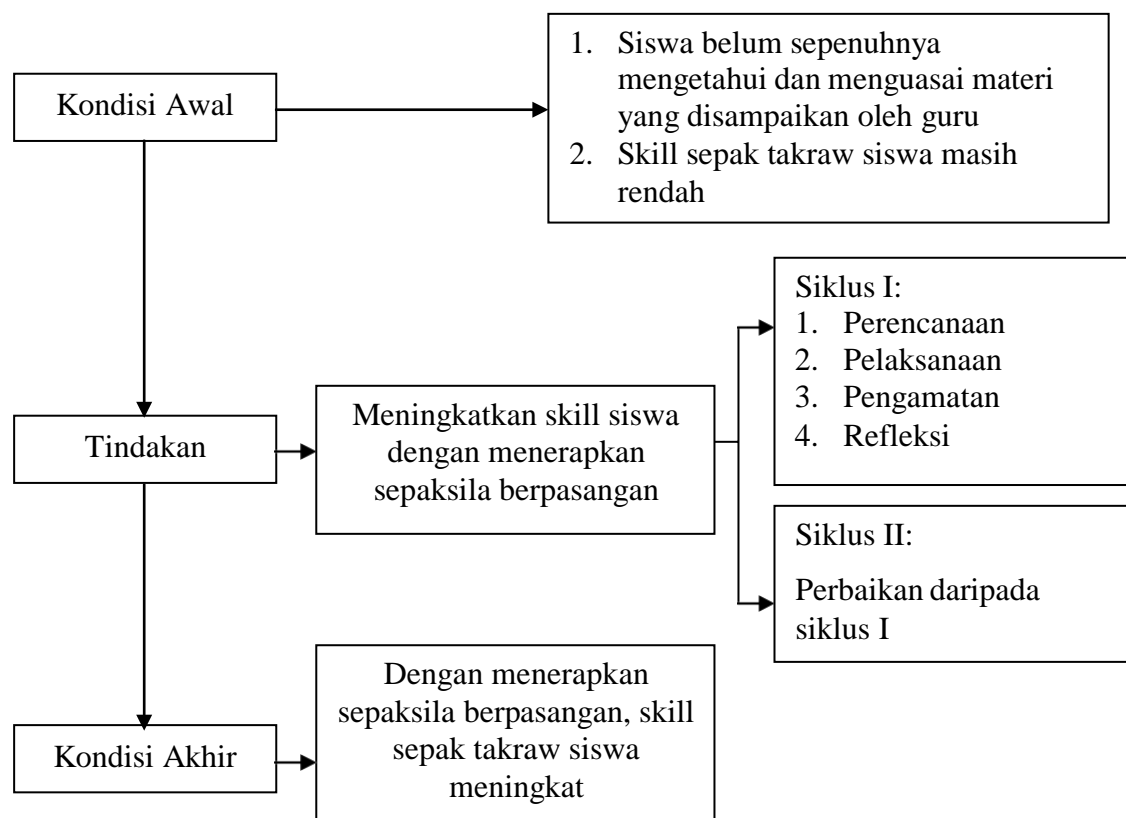 Kondisi Awal
1. Siswa belum sepenuhnya
mengetahui dan menguasai materi
yang disampaikan oleh guru
2. Skill sepak takraw siswa masih
rendah
Tindakan
Meningkatkan skill siswa
dengan menerapkan
sepaksila berpasangan
Siklus I:
1. Perencanaan
2. Pelaksanaan
3. Pengamatan
4. Refleksi
Siklus II:
Perbaikan daripada
siklus I
Kondisi Akhir
Dengan menerapkan
sepaksila berpasangan, skill
sepak takraw siswa
meningkat